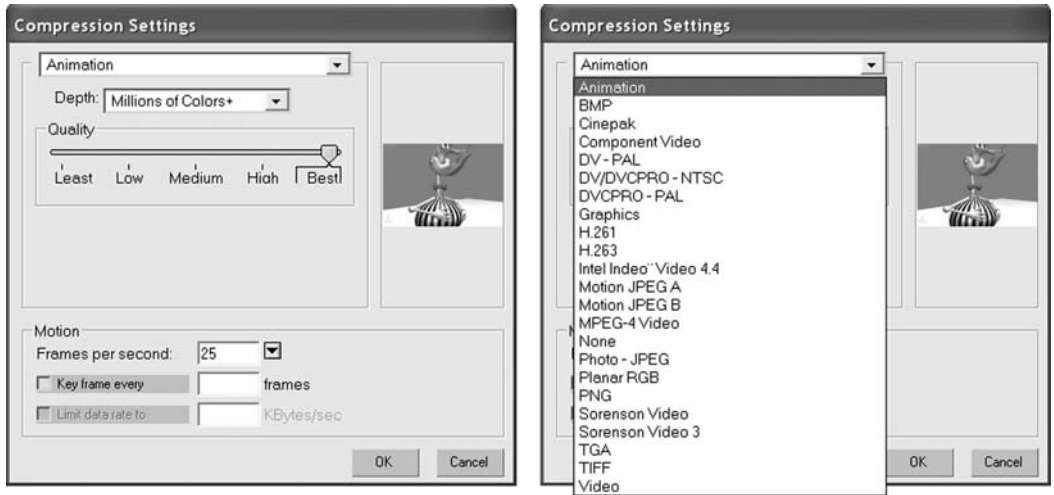 Compression Settings
Animation
Depth: Millions of Colors+
Quality
Least Low Medium High Best
Motion
Frames per second: 25
Key frame every frames
Limit data rate to KBytes/sec
OK Cancel
Compression Settings
Animation
Animation
BMP
Cinepak
Component Video
DV - PAL
DV/DVCPRO - NTSC
DVCPRO - PAL
Graphics
H.261
H.263
Intel Indeo¨ Video 4.4
Motion JPEG A
Motion JPEG B
MPEG-4 Video
None
Photo - JPEG
Planar RGB
PNG
Sorenson Video
Sorenson Video 3
TGA
TIFF
Video
OK Cancel